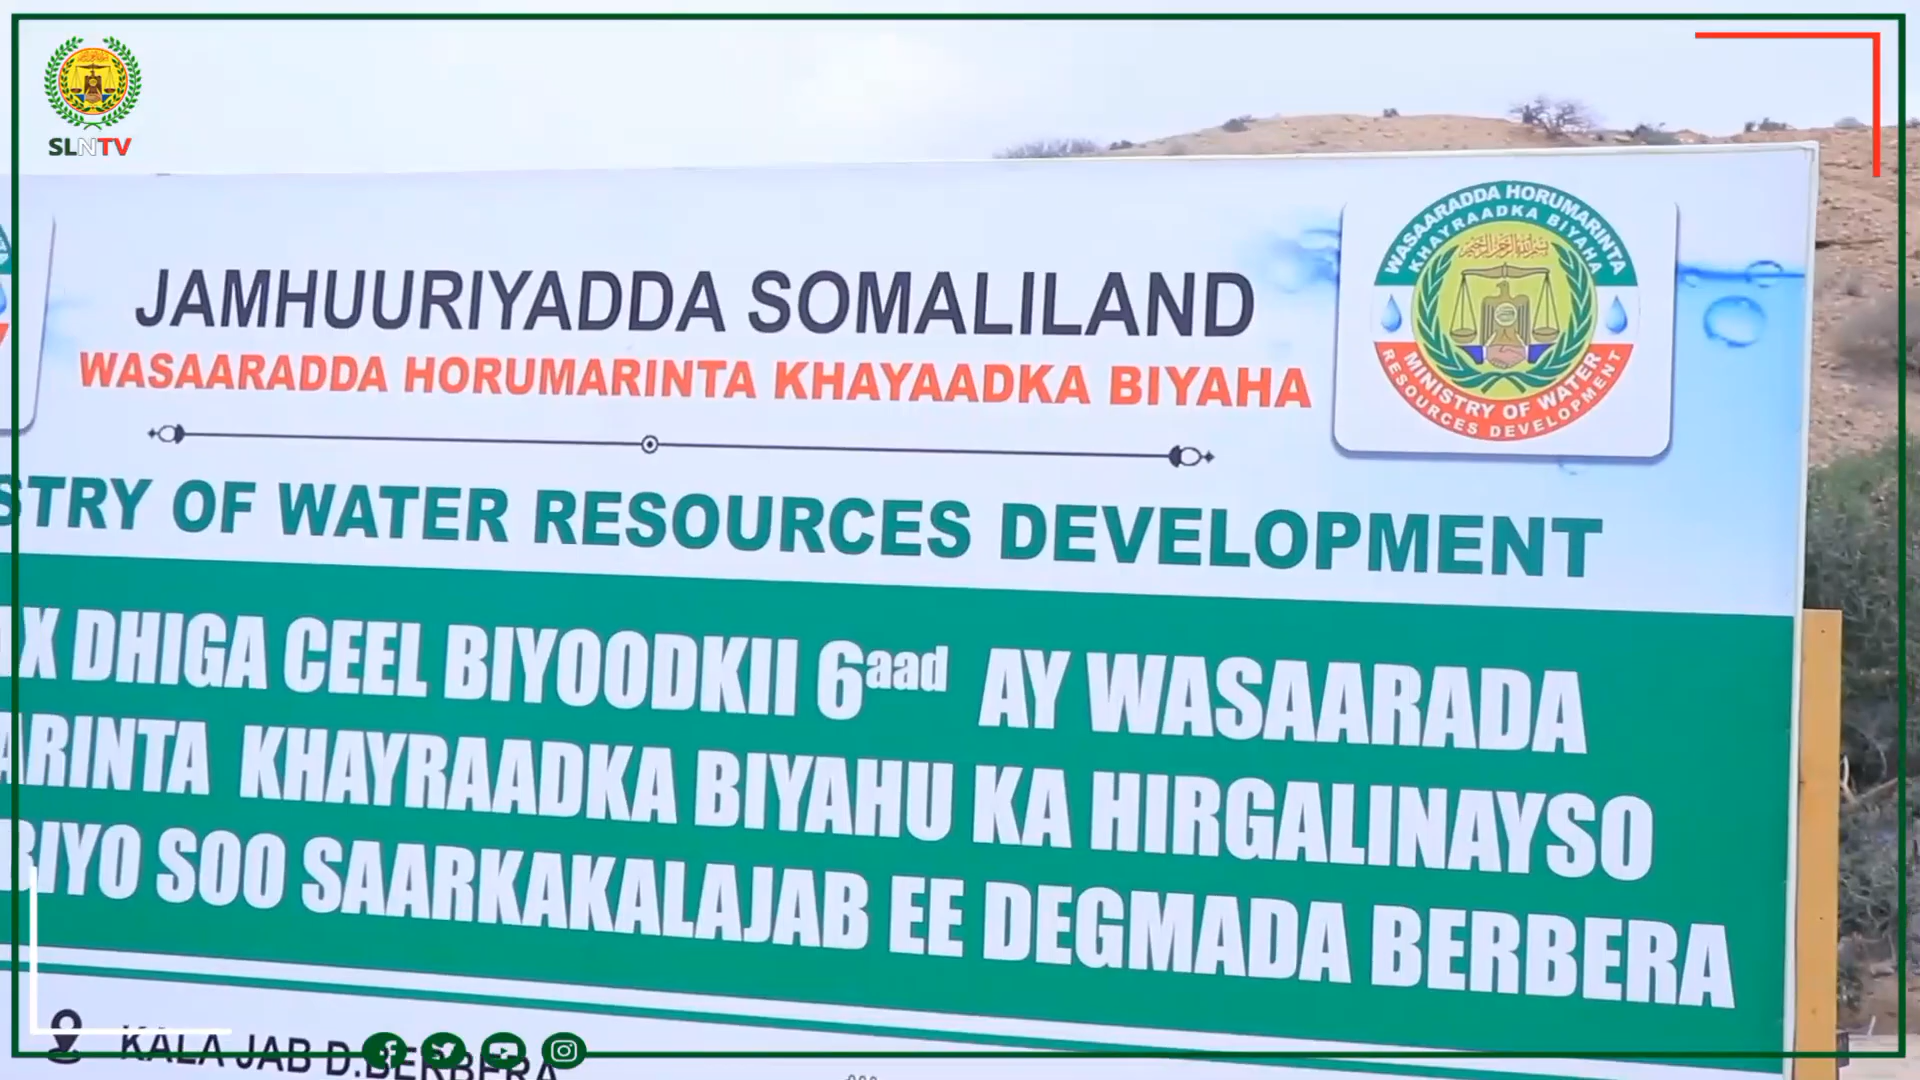 SLNTV
WASAARADDA HORUMARINTA
KHAYRAADKA BIYAHA
MINISTRY OF WATER
RESOURCES DEVELOPMENT
JAMHUURIYADDA SOMALILAND
WASAARADDA HORUMARINTA KHAYAADKA BIYAHA
STRY OF WATER RESOURCES DEVELOPMENT
X DHIGA CEEL BIYOODKII 6aad AY WASAARADA
ARINTA KHAYRAADKA BIYAHU KA HIRGALINAYSO
BIYO SOO SAARKAKALAJAB EE DEGMADA BERBERA
KALA JAB D.BERBERA